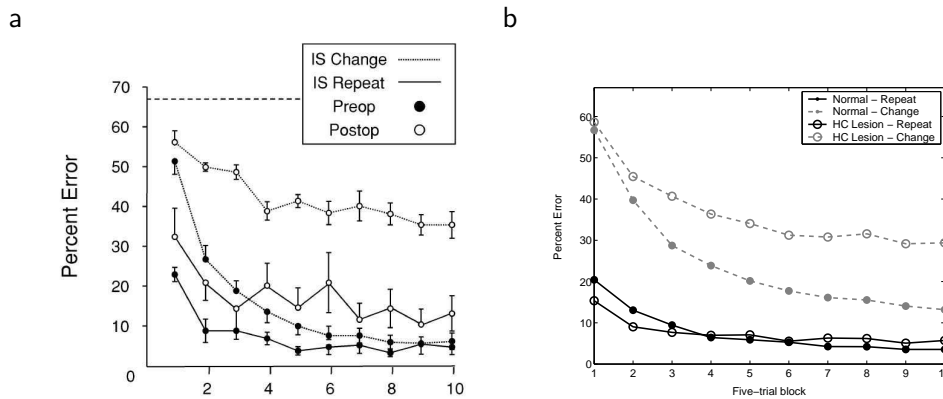 a
IS Change
IS Repeat
Preop
Postop
70
60
50
40
30
20
10
0
Percent Error
2 4 6 8 10
b
Normal − Repeat
Normal − Change
HC Lesion − Repeat
HC Lesion − Change
60
50
40
30
20
10
0
Percent Error
1 2 3 4 5 6 7 8 9
Five−trial block